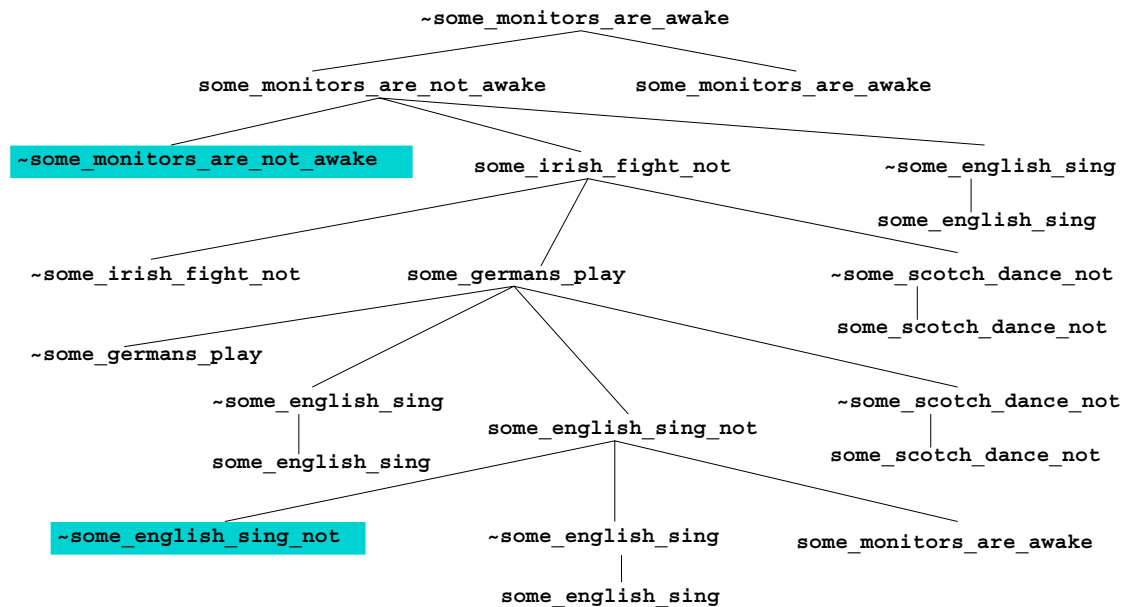 ~some_monitors_are_awake
some_monitors_are_not_awake
some_monitors_are_awake
~some_monitors_are_not_awake
some_irish_fight_not
~some_english_sing
some_english_sing
~some_irish_fight_not
some_germans_play
~some_scotch_dance_not
some_scotch_dance_not
~some_germans_play
~some_english_sing
~some_scotch_dance_not
some_english_sing_not
some_english_sing
some_scotch_dance_not
~some_english_sing_not
~some_english_sing
some_monitors_are_awake
some_english_sing